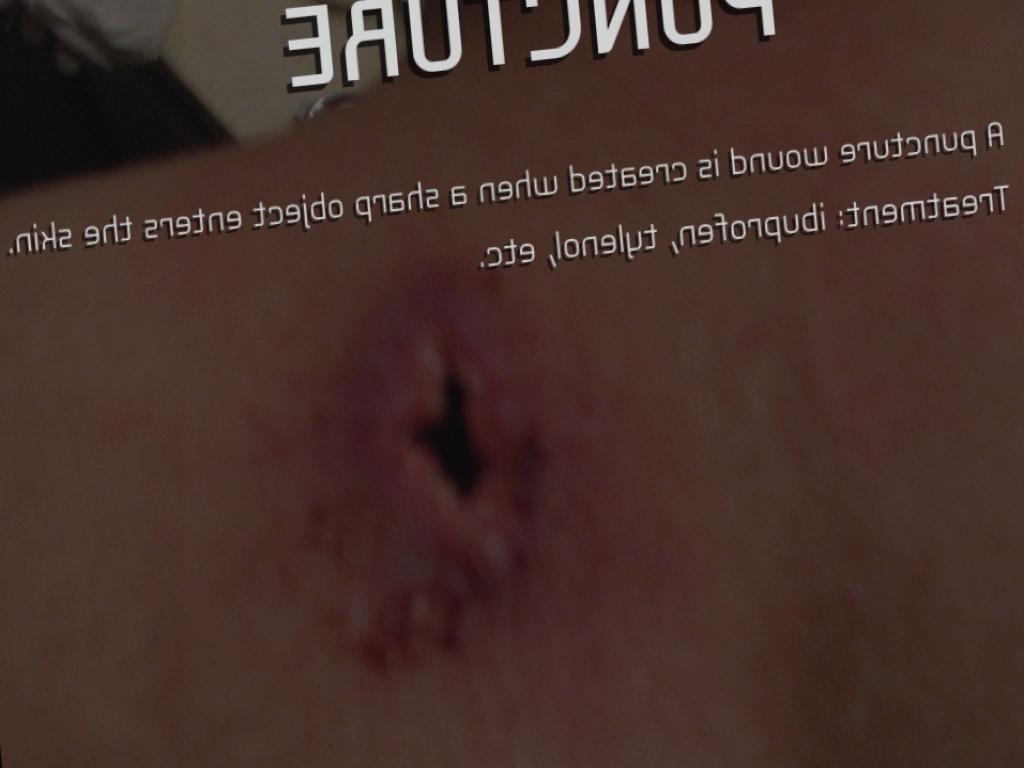 PUNCTURE
A puncture wound is created when a sharp object enters the skin.
Treatment: ibuprofen, tylenol, etc.